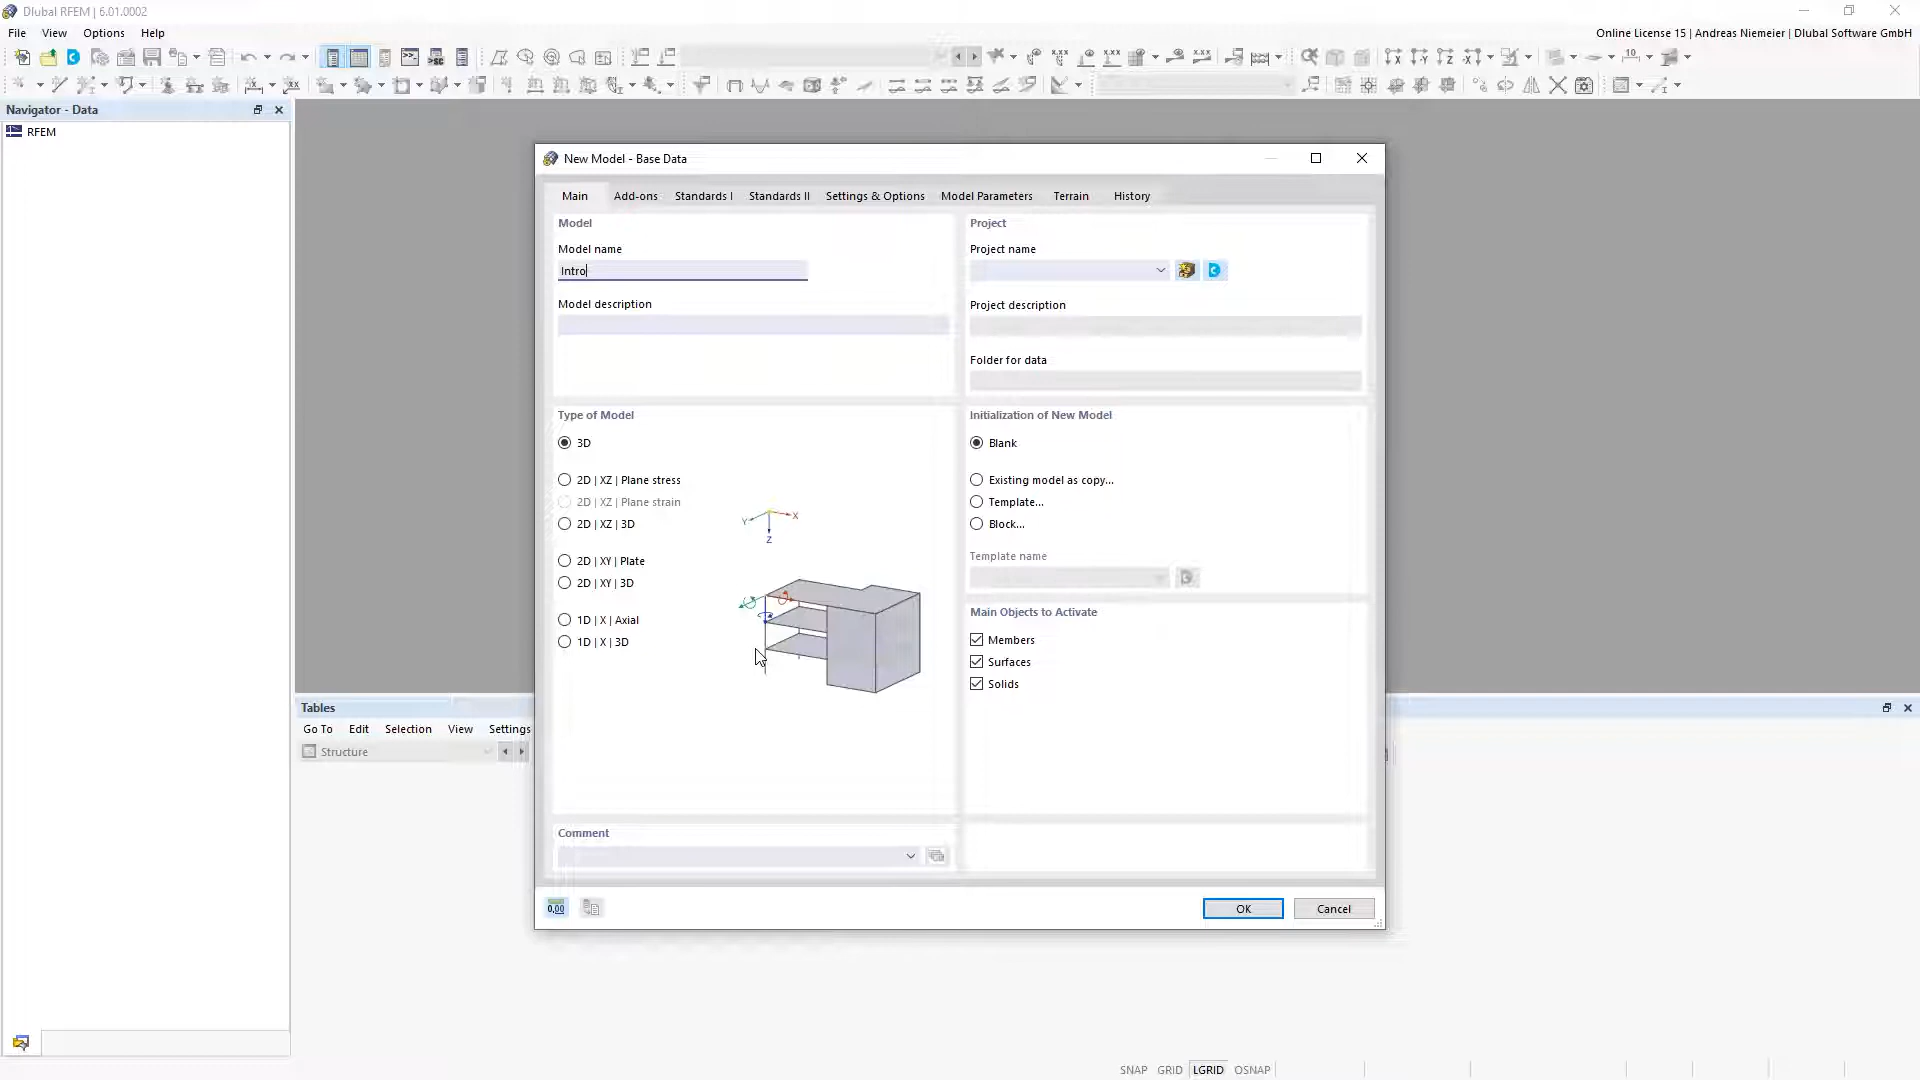 Dlubal RFEM | 6.01.0002
File View Options Help
Online License 15 | Andreas Niemeier | Dlubal Software GmbH
Navigator - Data
RFEM
New Model - Base Data
Main Add-ons Standards I Standards II Settings & Options Model Parameters Terrain History
Model
Model name
Intro
Model description
Project
Project name
Project description
Folder for data
Type of Model
3D
2D | XZ | Plane stress
2D | XZ | Plane strain
2D | XZ | 3D
2D | XY | Plate
2D | XY | 3D
1D | X | Axial
1D | X | 3D
Y X
Z
Initialization of New Model
Blank
Existing model as copy...
Template...
Block...
Template name
Main Objects to Activate
Members
Surfaces
Solids
Comment
0,00
OK Cancel
Tables
Go To Edit Selection View Settings
Structure
SNAP GRID LGRID OSNAP